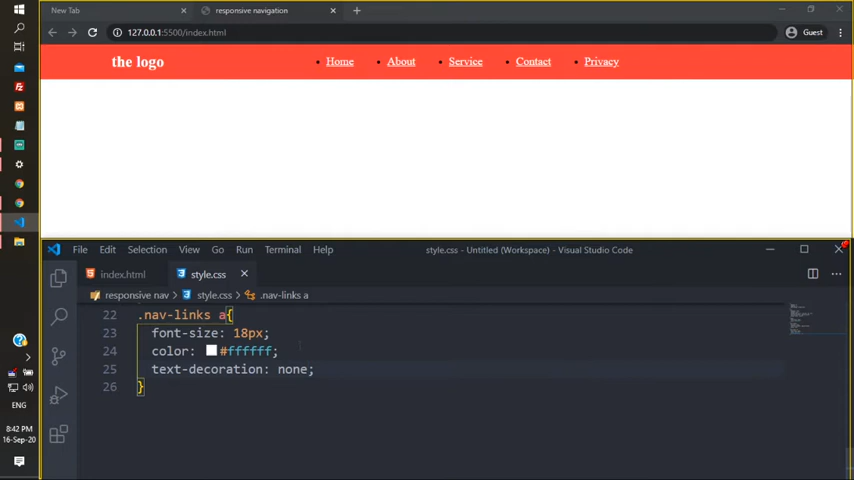 New Tab
responsive navigation
127.0.0.1:5500/index.html
Guest
the logo
Home
About
Service
Contact
Privacy
File Edit Selection View Go Run Terminal Help
style.css - Untitled (Workspace) - Visual Studio Code
index.html
style.css
responsive nav > style.css > .nav-links a
22 .nav-links a{
23 font-size: 18px;
24 color: #ffffff;
25 text-decoration: none;
26 }
ENG
8:42 PM
16-Sep-20